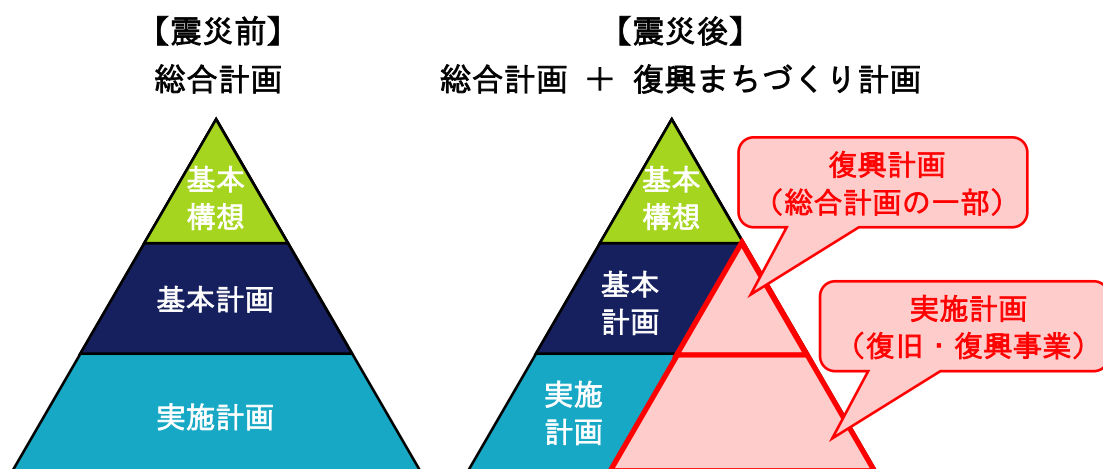 【震災前】
総合計画
基本
構想
基本計画
実施計画
【震災後】
総合計画 ＋ 復興まちづくり計画
基本
構想
基本
計画
実施
計画
復興計画
（総合計画の一部）
実施計画
（復旧・復興事業）